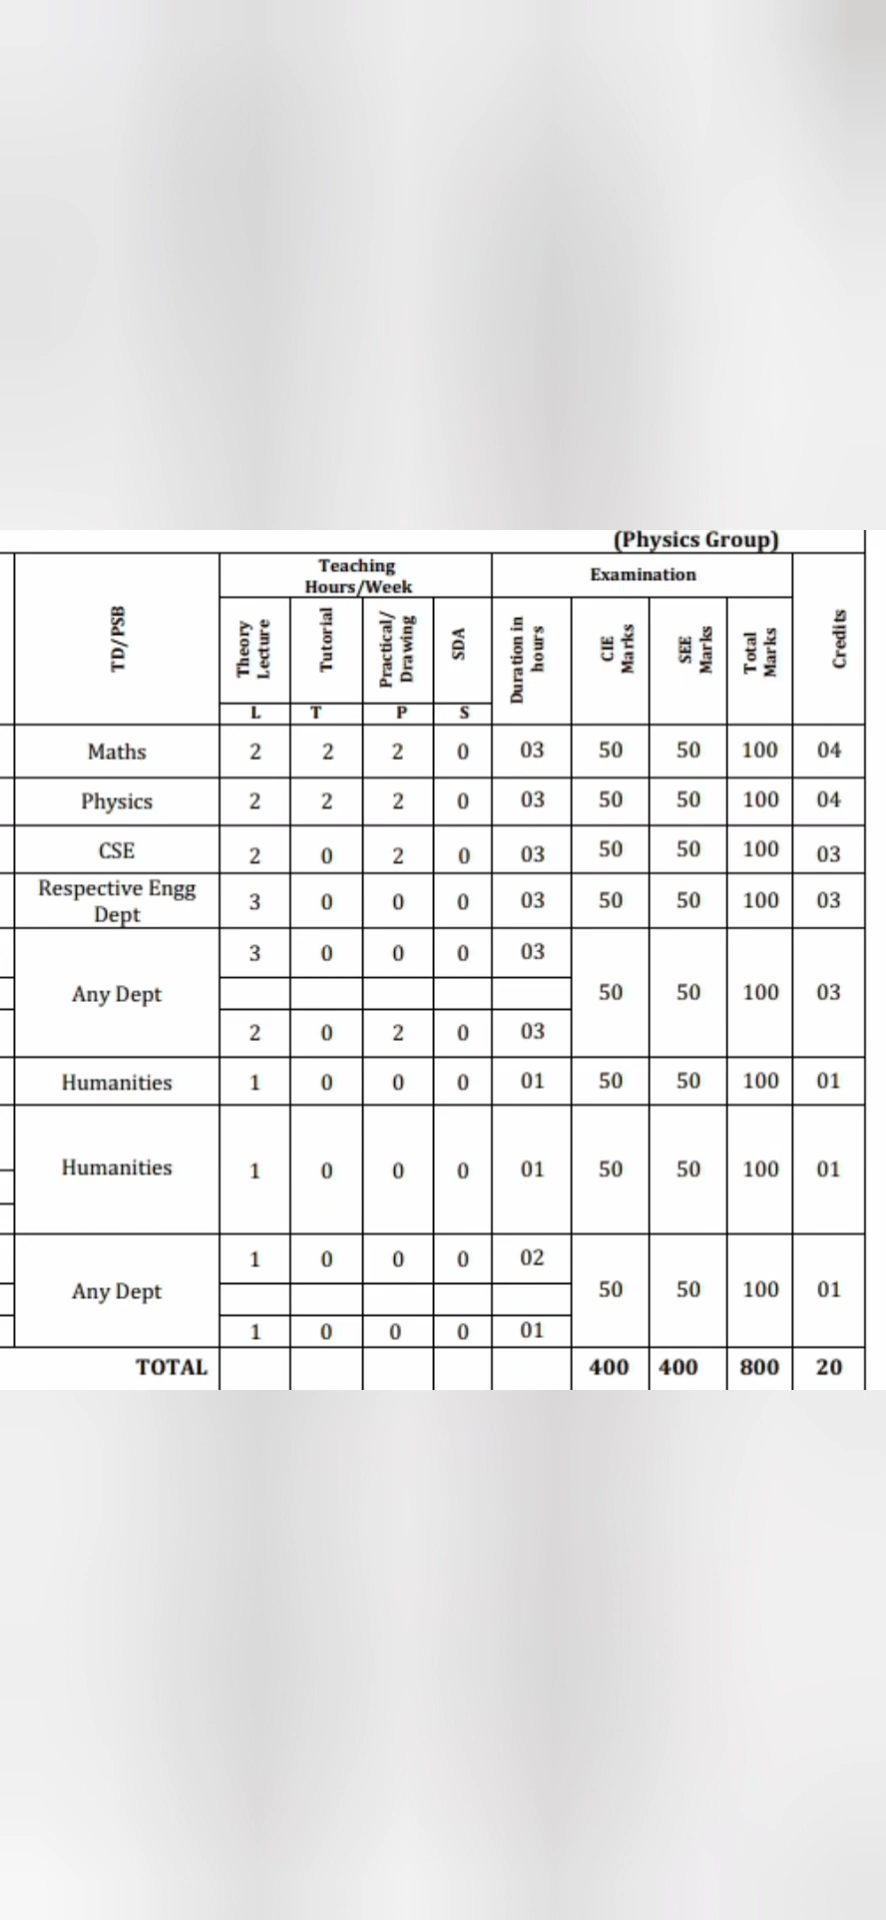 (Physics Group)
TD/PSB
Teaching
Hours/Week
Examination
Credits
Theory
Lecture
Tutorial
Practical/
Drawing
SDA
Duration in
hours
CIE
Marks
SEE
Marks
Total
Marks
L T P S
Maths 2 2 2 0 03 50 50 100 04
Physics 2 2 2 0 03 50 50 100 04
CSE 2 0 2 0 03 50 50 100 03
Respective Engg
Dept 3 0 0 0 03 50 50 100 03
3 0 0 0 03
Any Dept 50 50 100 03
2 0 2 0 03
Humanities 1 0 0 0 01 50 50 100 01
Humanities 1 0 0 0 01 50 50 100 01
1 0 0 0 02
Any Dept 50 50 100 01
1 0 0 0 01
TOTAL 400 400 800 20